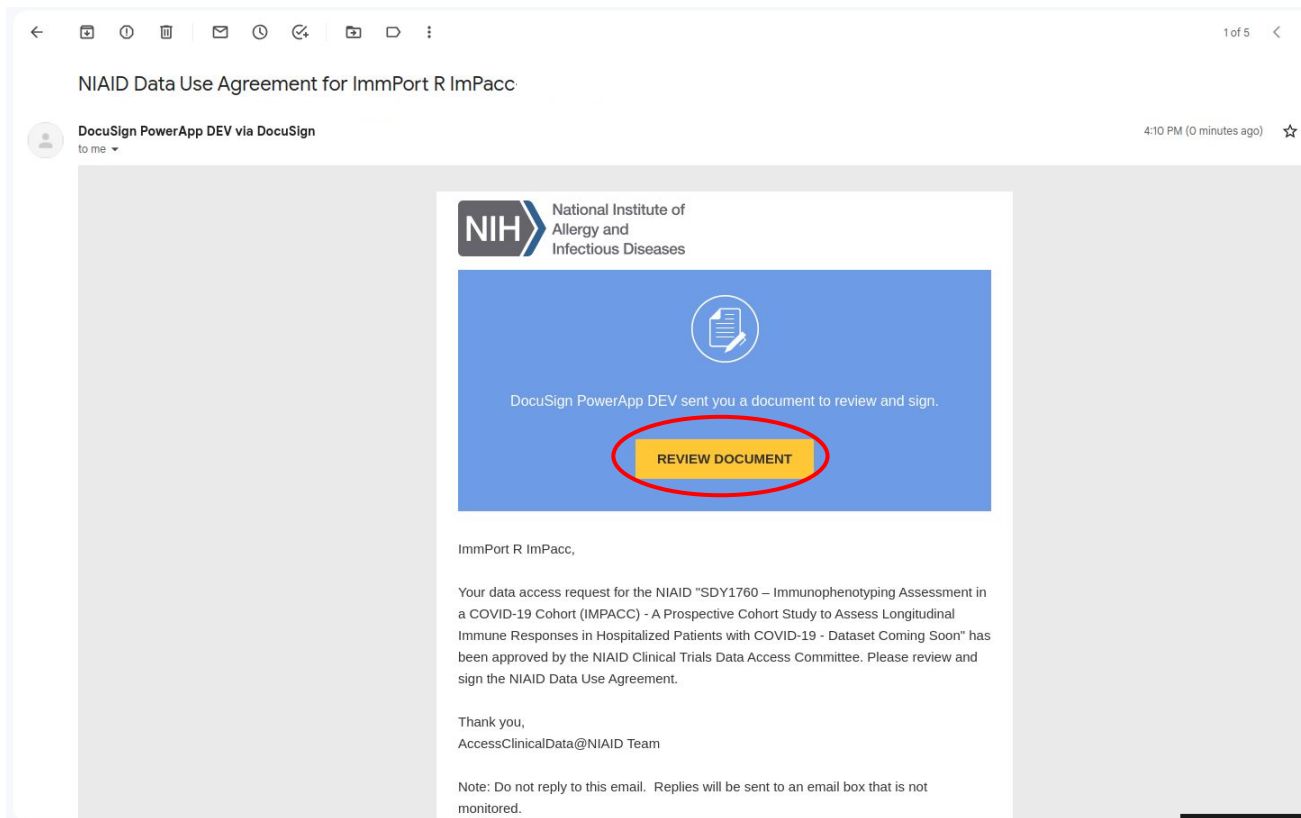 1 of 5
NIAID Data Use Agreement for ImmPort R ImPacc
DocuSign PowerApp DEV via DocuSign
4:10 PM (0 minutes ago)
to me
NIH
National Institute of
Allergy and
Infectious Diseases
DocuSign PowerApp DEV sent you a document to review and sign.
REVIEW DOCUMENT
ImmPort R ImPacc,
Your data access request for the NIAID "SDY1760 – Immunophenotyping Assessment in
a COVID-19 Cohort (IMPACC) - A Prospective Cohort Study to Assess Longitudinal
Immune Responses in Hospitalized Patients with COVID-19 - Dataset Coming Soon" has
been approved by the NIAID Clinical Trials Data Access Committee. Please review and
sign the NIAID Data Use Agreement.
Thank you,
AccessClinicalData@NIAID Team
Note: Do not reply to this email.  Replies will be sent to an email box that is not
monitored.